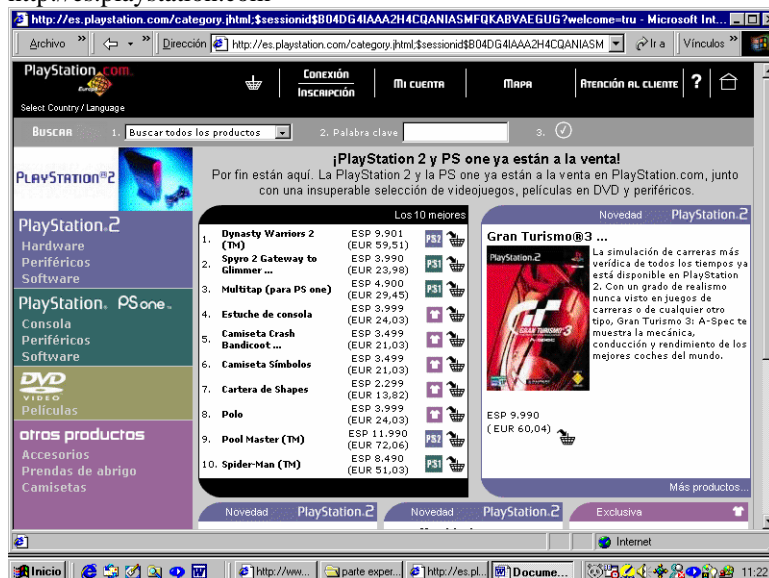 http://es.playstation.com
http://es.playstation.com/category.jhtml;$sessionid$B04DG4IAAA2H4CQANIASMFQKABVAEGUG?welcome=tru - Microsoft Int...
Archivo » Dirección http://es.playstation.com/category.jhtml;$sessionid$B04DG4IAAA2H4CQANIASM Ir a Vínculos »
PlayStation.com
Europe
Select Country / Language
Conexión
Inscripción
Mi cuenta
Mapa
Atención al cliente
?
Buscar 1. Buscar todos los productos 2. Palabra clave 3.
PlayStation®2
¡PlayStation 2 y PS one ya están a la venta!
Por fin están aquí. La PlayStation 2 y la PS one ya están a la venta en PlayStation.com, junto
con una insuperable selección de videojuegos, películas en DVD y periféricos.
PlayStation.2
Hardware
Periféricos
Software
PlayStation. PS one.
Consola
Periféricos
Software
DVD
VIDEO
Películas
otros productos
Accesorios
Prendas de abrigo
Camisetas
Los 10 mejores
1. Dynasty Warriors 2 (TM) ESP 9.901 (EUR 59,51) PS2
2. Spyro 2 Gateway to Glimmer ... ESP 3.990 (EUR 23,98) PS1
3. Multitap (para PS one) ESP 4.900 (EUR 29,45) PS1
4. Estuche de consola ESP 3.999 (EUR 24,03)
5. Camiseta Crash Bandicoot ... ESP 3.499 (EUR 21,03)
6. Camiseta Símbolos ESP 3.499 (EUR 21,03)
7. Cartera de Shapes ESP 2.299 (EUR 13,82)
8. Polo ESP 3.999 (EUR 24,03)
9. Pool Master (TM) ESP 11.990 (EUR 72,06) PS2
10. Spider-Man (TM) ESP 8.490 (EUR 51,03) PS1
Novedad PlayStation.2
Gran Turismo®3 ...
PlayStation.2
GRAN TURISMO 3
La simulación de carreras más
verídica de todos los tiempos ya
está disponible en PlayStation
2. Con un grado de realismo
nunca visto en juegos de
carreras o de cualquier otro
tipo, Gran Turismo 3: A-Spec te
muestra la mecánica,
conducción y rendimiento de los
mejores coches del mundo.
ESP 9.990
(EUR 60,04)
Más productos...
Novedad PlayStation.2
Novedad PlayStation.2
Exclusiva
Internet
Inicio http://ww... parte exper... http://es.pl... Docume... 11:22